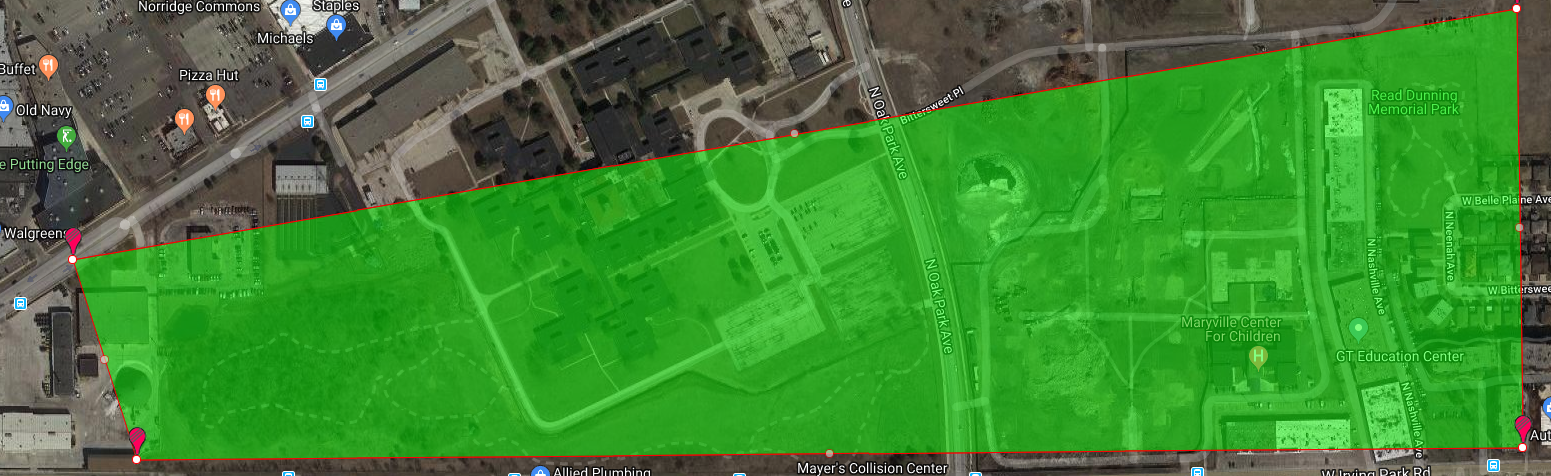 Norridge Commons
Staples
Michaels
Buffet
Pizza Hut
Old Navy
e Putting Edge
Walgreens
N Oak Park Ave
Bittersweet Pl
Read Dunning
Memorial Park
W Belle Plaine Ave
N Neenah Ave
N Nashville Ave
W Bitterswee
N Oak Park Ave
Maryville Center
For Children
H
GT Education Center
N Nashville Ave
Aut
Allied Plumbing
Mayer's Collision Center
W Irving Park Rd